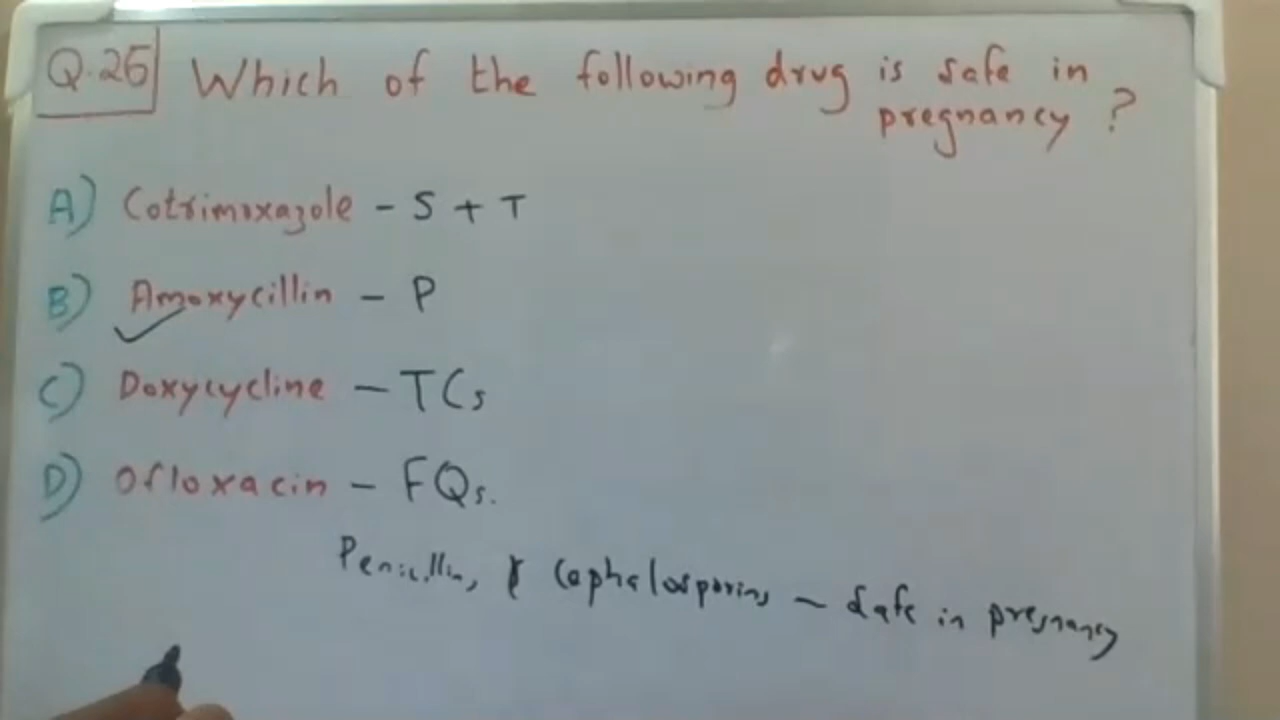 Q.26 Which of the following drug is safe in
pregnancy ?
A) Cotrimoxazole - S + T
B) Amoxycillin - P
C) Doxycycline - TCs
D) Ofloxacin - FQs.
Penicillins & Cephalosporins - Safe in pregnancy